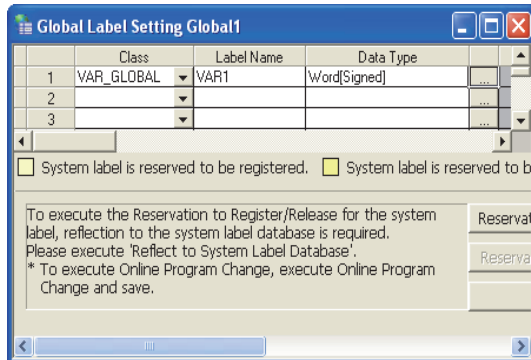 Global Label Setting Global1
Class Label Name Data Type
1 VAR_GLOBAL VAR1 Word[Signed] ...
2 ...
3 ...
System label is reserved to be registered. System label is reserved to b
To execute the Reservation to Register/Release for the system
label, reflection to the system label database is required.
Please execute 'Reflect to System Label Database'.
* To execute Online Program Change, execute Online Program
Change and save.
Reservat
Reserva